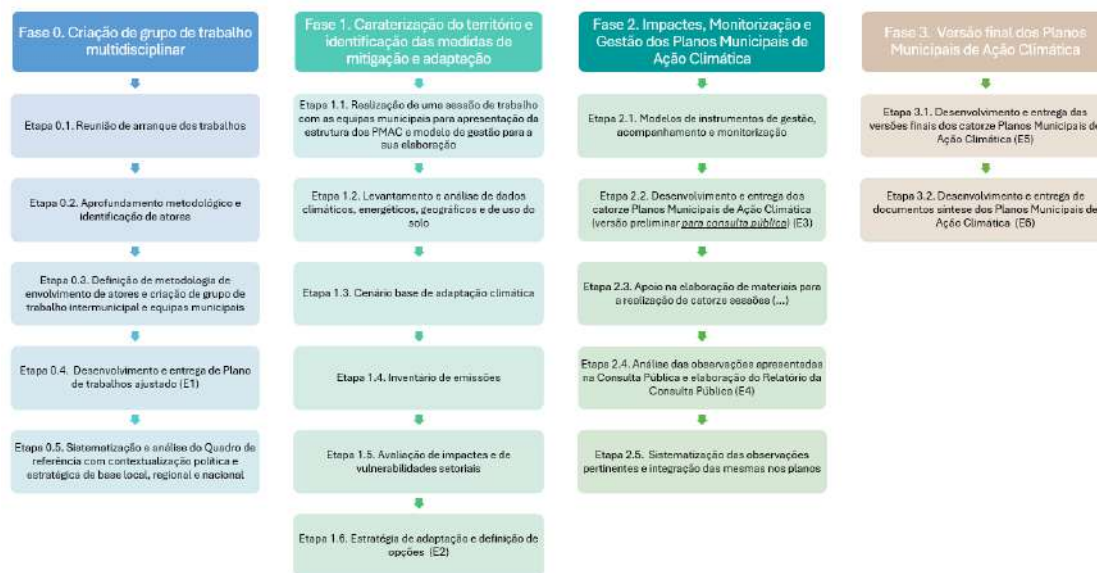 Fase 0. Criação de grupo de trabalho
multidisciplinar
Etapa 0.1. Reunião de arranque dos trabalhos
Etapa 0.2. Aprofundamento metodológico e
identificação de atores
Etapa 0.3. Definição de metodologia de
envolvimento de atores e criação de grupo de
trabalho intermunicipal e equipas municipais
Etapa 0.4. Desenvolvimento e entrega de Plano
de trabalhos ajustado (E1)
Etapa 0.5. Sistematização e análise do Quadro de
referência com contextualização política e
estratégica de base local, regional e nacional
Fase 1. Caraterização do território e
identificação das medidas de
mitigação e adaptação
Etapa 1.1. Realização de uma sessão de trabalho
com as equipas municipais para apresentação da
estrutura dos PMAC e modelo de gestão para a
sua elaboração
Etapa 1.2. Levantamento e análise de dados
climáticos, energéticos, geográficos e de uso do
solo
Etapa 1.3. Cenário base de adaptação climática
Etapa 1.4. Inventário de emissões
Etapa 1.5. Avaliação de impactes e de
vulnerabilidades setoriais
Etapa 1.6. Estratégia de adaptação e definição de
opções (E2)
Fase 2. Impactes, Monitorização e
Gestão dos Planos Municipais de
Ação Climática
Etapa 2.1. Modelos de instrumentos de gestão,
acompanhamento e monitorização
Etapa 2.2. Desenvolvimento e entrega dos
catorze Planos Municipais de Ação Climática
(versão preliminar para consulta pública) (E3)
Etapa 2.3. Apoio na elaboração de materiais para
a realização de catorze sessões (...)
Etapa 2.4. Análise das observações apresentadas
na Consulta Pública e elaboração do Relatório da
Consulta Pública (E4)
Etapa 2.5. Sistematização das observações
pertinentes e integração das mesmas nos planos
Fase 3. Versão final dos Planos
Municipais de Ação Climática
Etapa 3.1. Desenvolvimento e entrega das
versões finais dos catorze Planos Municipais de
Ação Climática (E5)
Etapa 3.2. Desenvolvimento e entrega de
documentos síntese dos Planos Municipais de
Ação Climática (E6)